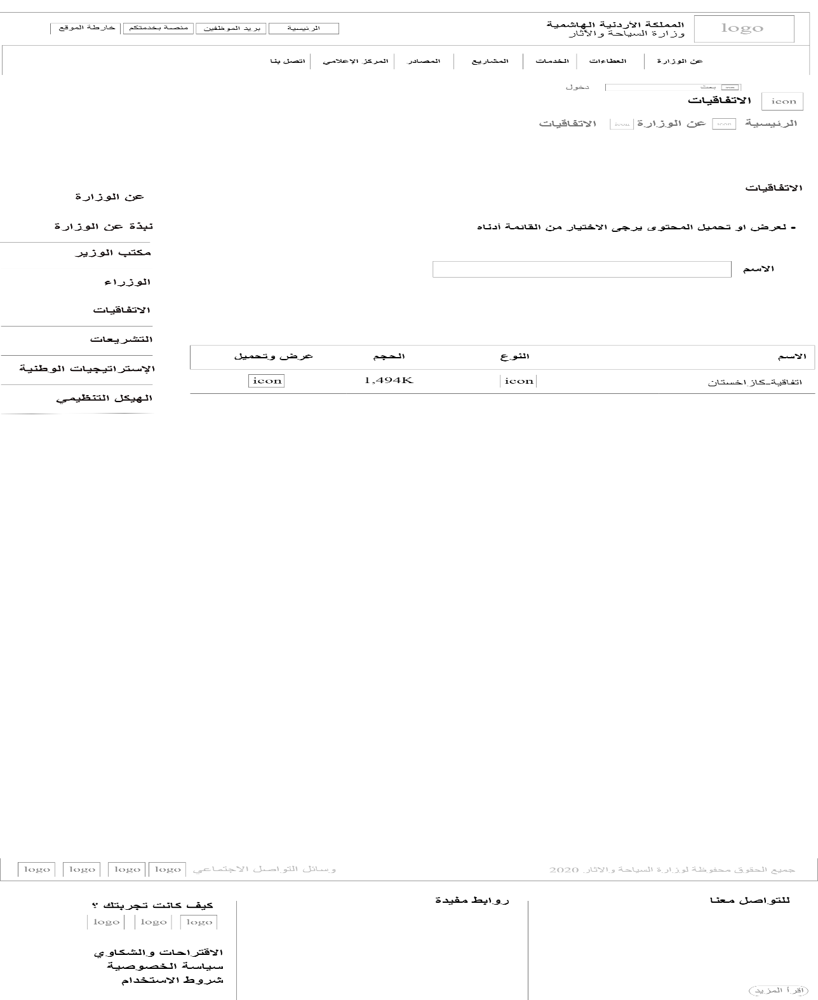 logo
المملكة الأردنية الهاشمية
وزارة السياحة والآثار
الرئيسية
بريد الموظفين
منصة بخدمتكم
خارطة الموقع
عن الوزارة
العطاءات
الخدمات
المشاريع
المصادر
المركز الإعلامي
اتصل بنا
icon بحث
دخول
icon الاتفاقيات
الرئيسية icon عن الوزارة icon الاتفاقيات
الاتفاقيات
• لعرض او تحميل المحتوى يرجى الاختيار من القائمة أدناه
الاسم
الاسم النوع الحجم عرض وتحميل
اتفاقية-كازاخستان icon 1,494K icon
عن الوزارة
نبذة عن الوزارة
مكتب الوزير
الوزراء
الاتفاقيات
التشريعات
الإستراتيجيات الوطنية
الهيكل التنظيمي
جميع الحقوق محفوظة لوزارة السياحة والاثار 2020
وسائل التواصل الاجتماعي logo logo logo logo
للتواصل معنا
اقرأ المزيد
روابط مفيدة
كيف كانت تجربتك ؟
logo logo logo
الاقتراحات والشكاوي
سياسة الخصوصية
شروط الاستخدام